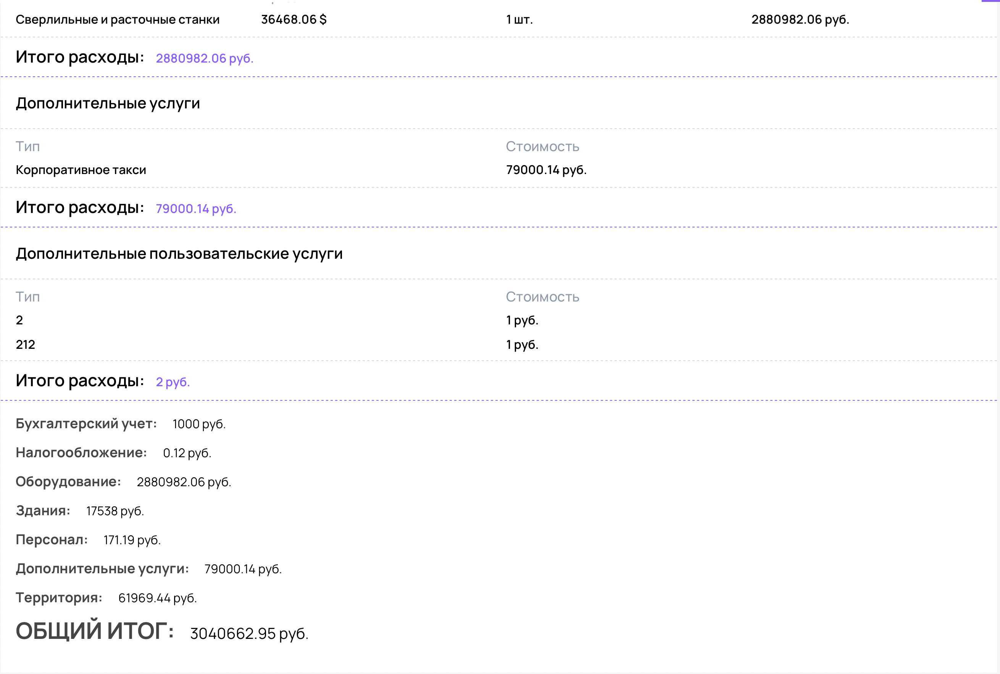 Сверлильные и расточные станки 36468.06 $ 1 шт. 2880982.06 руб.
Итого расходы: 2880982.06 руб.
Дополнительные услуги
Тип Стоимость
Корпоративное такси 79000.14 руб.
Итого расходы: 79000.14 руб.
Дополнительные пользовательские услуги
Тип Стоимость
2 1 руб.
212 1 руб.
Итого расходы: 2 руб.
Бухгалтерский учет: 1000 руб.
Налогообложение: 0.12 руб.
Оборудование: 2880982.06 руб.
Здания: 17538 руб.
Персонал: 171.19 руб.
Дополнительные услуги: 79000.14 руб.
Территория: 61969.44 руб.
ОБЩИЙ ИТОГ: 3040662.95 руб.